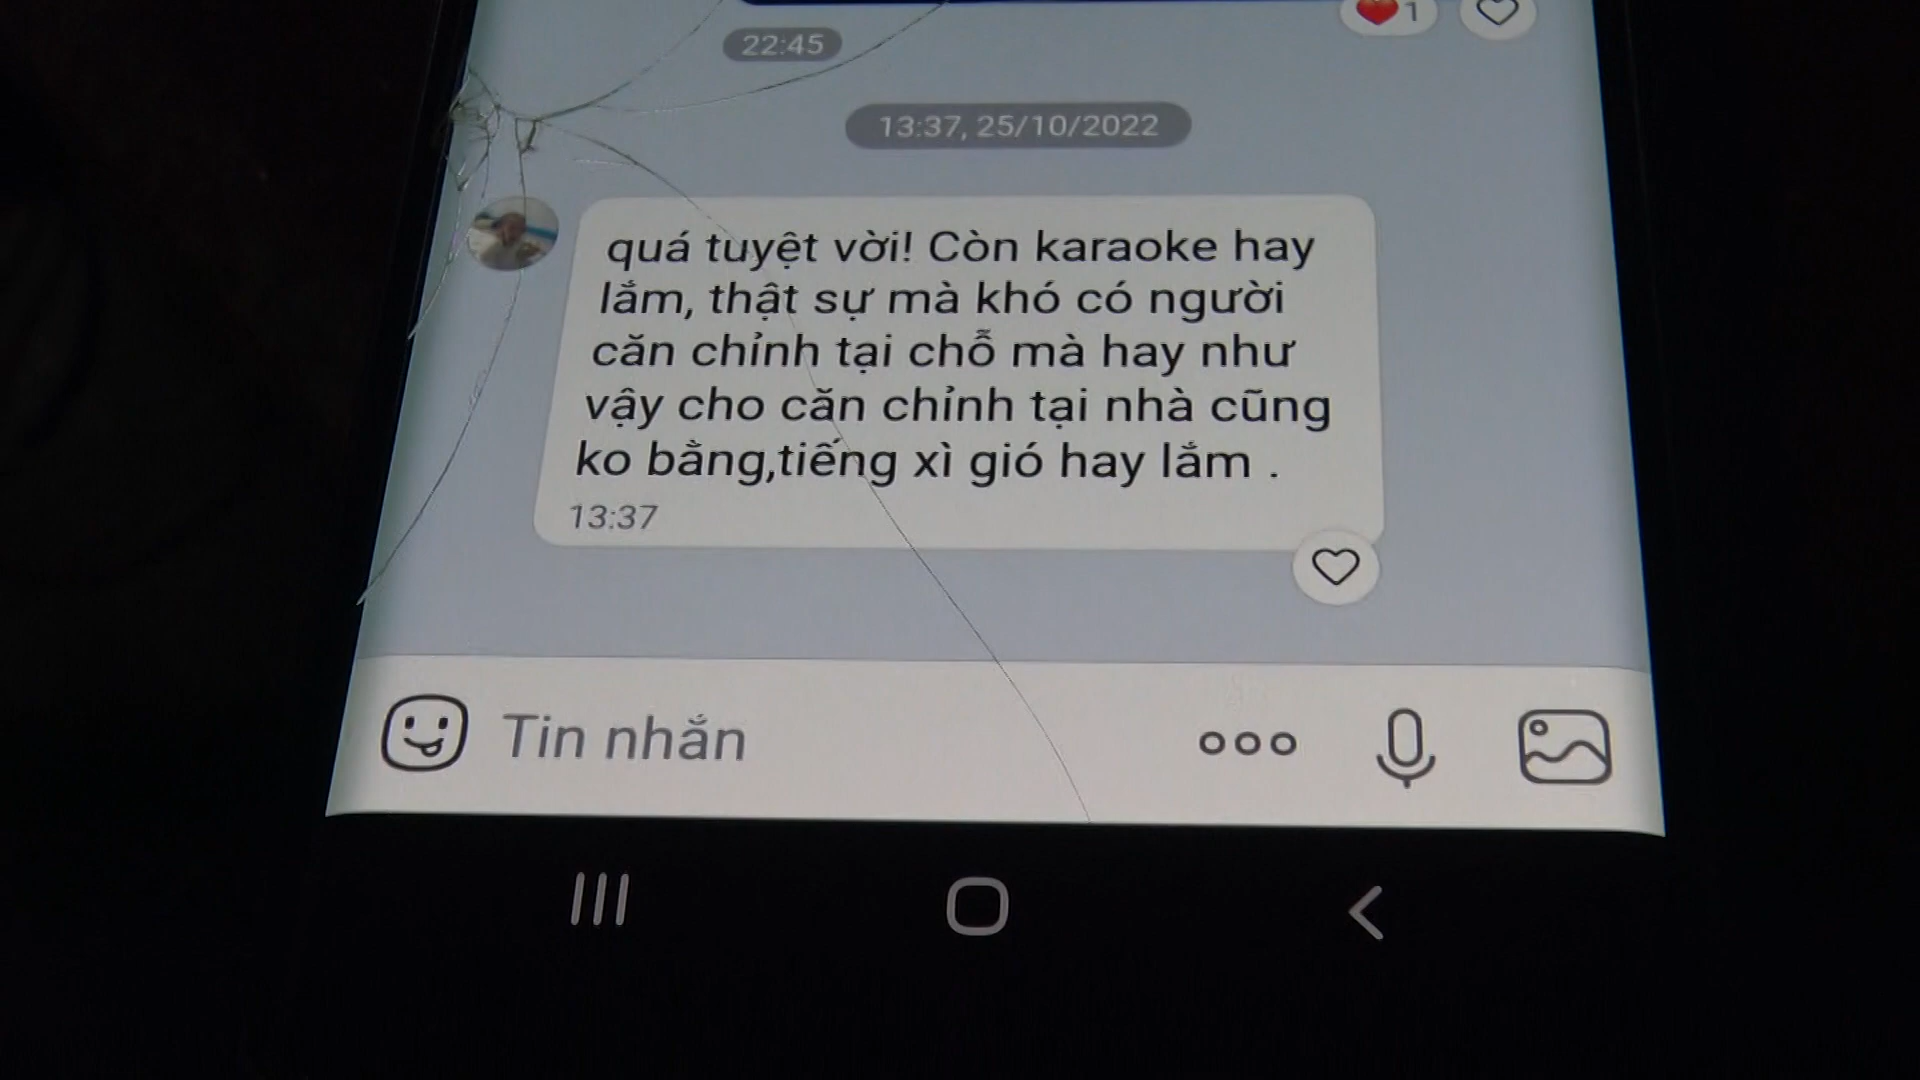 1
22:45
13:37, 25/10/2022
quá tuyệt vời! Còn karaoke hay
lắm, thật sự mà khó có người
căn chỉnh tại chỗ mà hay như
vậy cho căn chỉnh tại nhà cũng
ko bằng,tiếng xì gió hay lắm .
13:37
Tin nhắn